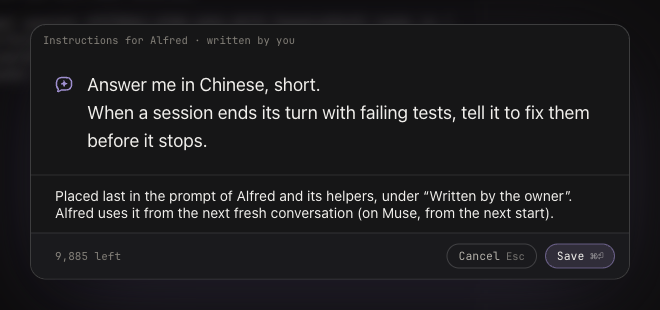 Instructions for Alfred · written by you
Answer me in Chinese, short.
When a session ends its turn with failing tests, tell it to fix them
before it stops.
Placed last in the prompt of Alfred and its helpers, under “Written by the owner”.
Alfred uses it from the next fresh conversation (on Muse, from the next start).
9,885 left
Cancel Esc
Save ⌘⏎